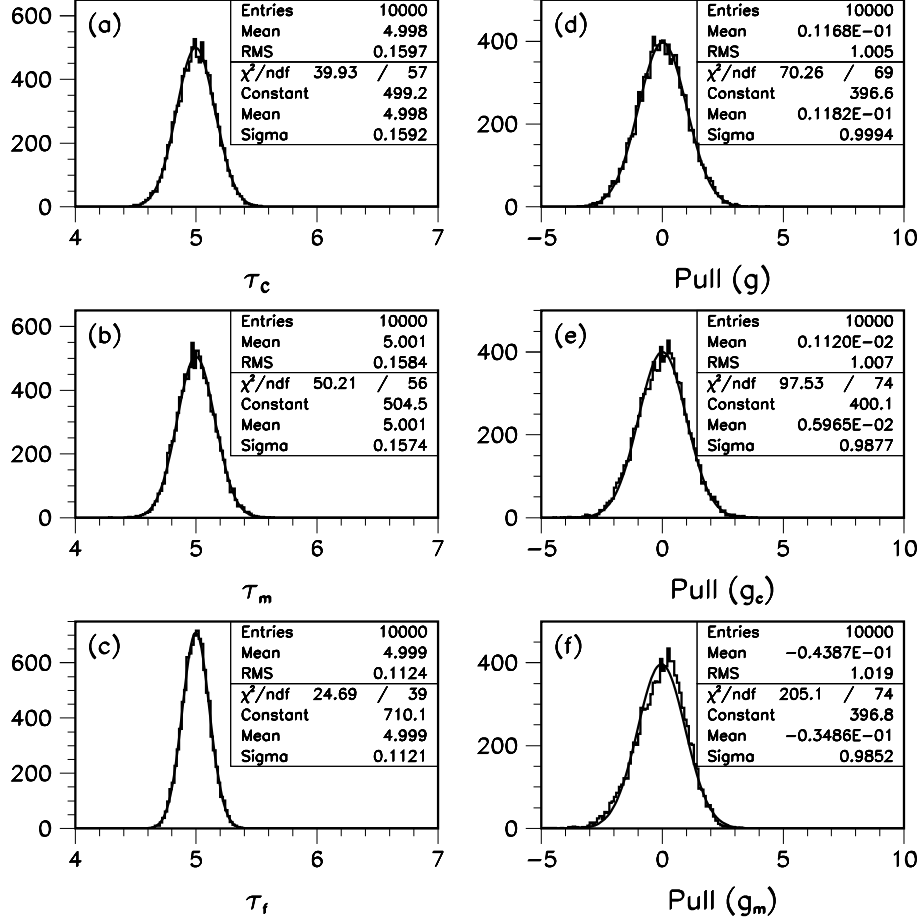 (a)
Entries 10000
Mean 4.998
RMS 0.1597
χ²/ndf 39.93 / 57
Constant 499.2
Mean 4.998
Sigma 0.1592
600
400
200
0
4 5 6 7
τc
(d)
Entries 10000
Mean 0.1168E−01
RMS 1.005
χ²/ndf 70.26 / 69
Constant 396.6
Mean 0.1182E−01
Sigma 0.9994
400
200
0
−5 0 5 10
Pull (g)
(b)
Entries 10000
Mean 5.001
RMS 0.1584
χ²/ndf 50.21 / 56
Constant 504.5
Mean 5.001
Sigma 0.1574
600
400
200
0
4 5 6 7
τm
(e)
Entries 10000
Mean 0.1120E−02
RMS 1.007
χ²/ndf 97.53 / 74
Constant 400.1
Mean 0.5965E−02
Sigma 0.9877
400
200
0
−5 0 5 10
Pull (gc)
(c)
Entries 10000
Mean 4.999
RMS 0.1124
χ²/ndf 24.69 / 39
Constant 710.1
Mean 4.999
Sigma 0.1121
600
400
200
0
4 5 6 7
τf
(f)
Entries 10000
Mean −0.4387E−01
RMS 1.019
χ²/ndf 205.1 / 74
Constant 396.8
Mean −0.3486E−01
Sigma 0.9852
400
200
0
−5 0 5 10
Pull (gm)